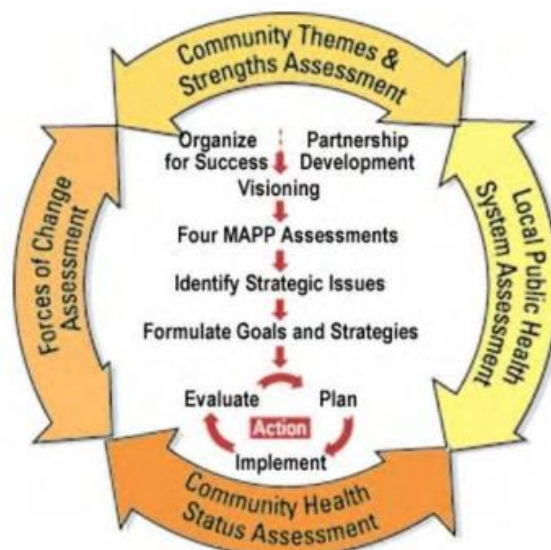 Community Themes &
Strengths Assessment
Organize
for Success
Partnership
Development
Visioning
Four MAPP Assessments
Identify Strategic Issues
Formulate Goals and Strategies
Evaluate
Plan
Action
Implement
Forces of Change
Assessment
Local Public Health
System Assessment
Community Health
Status Assessment